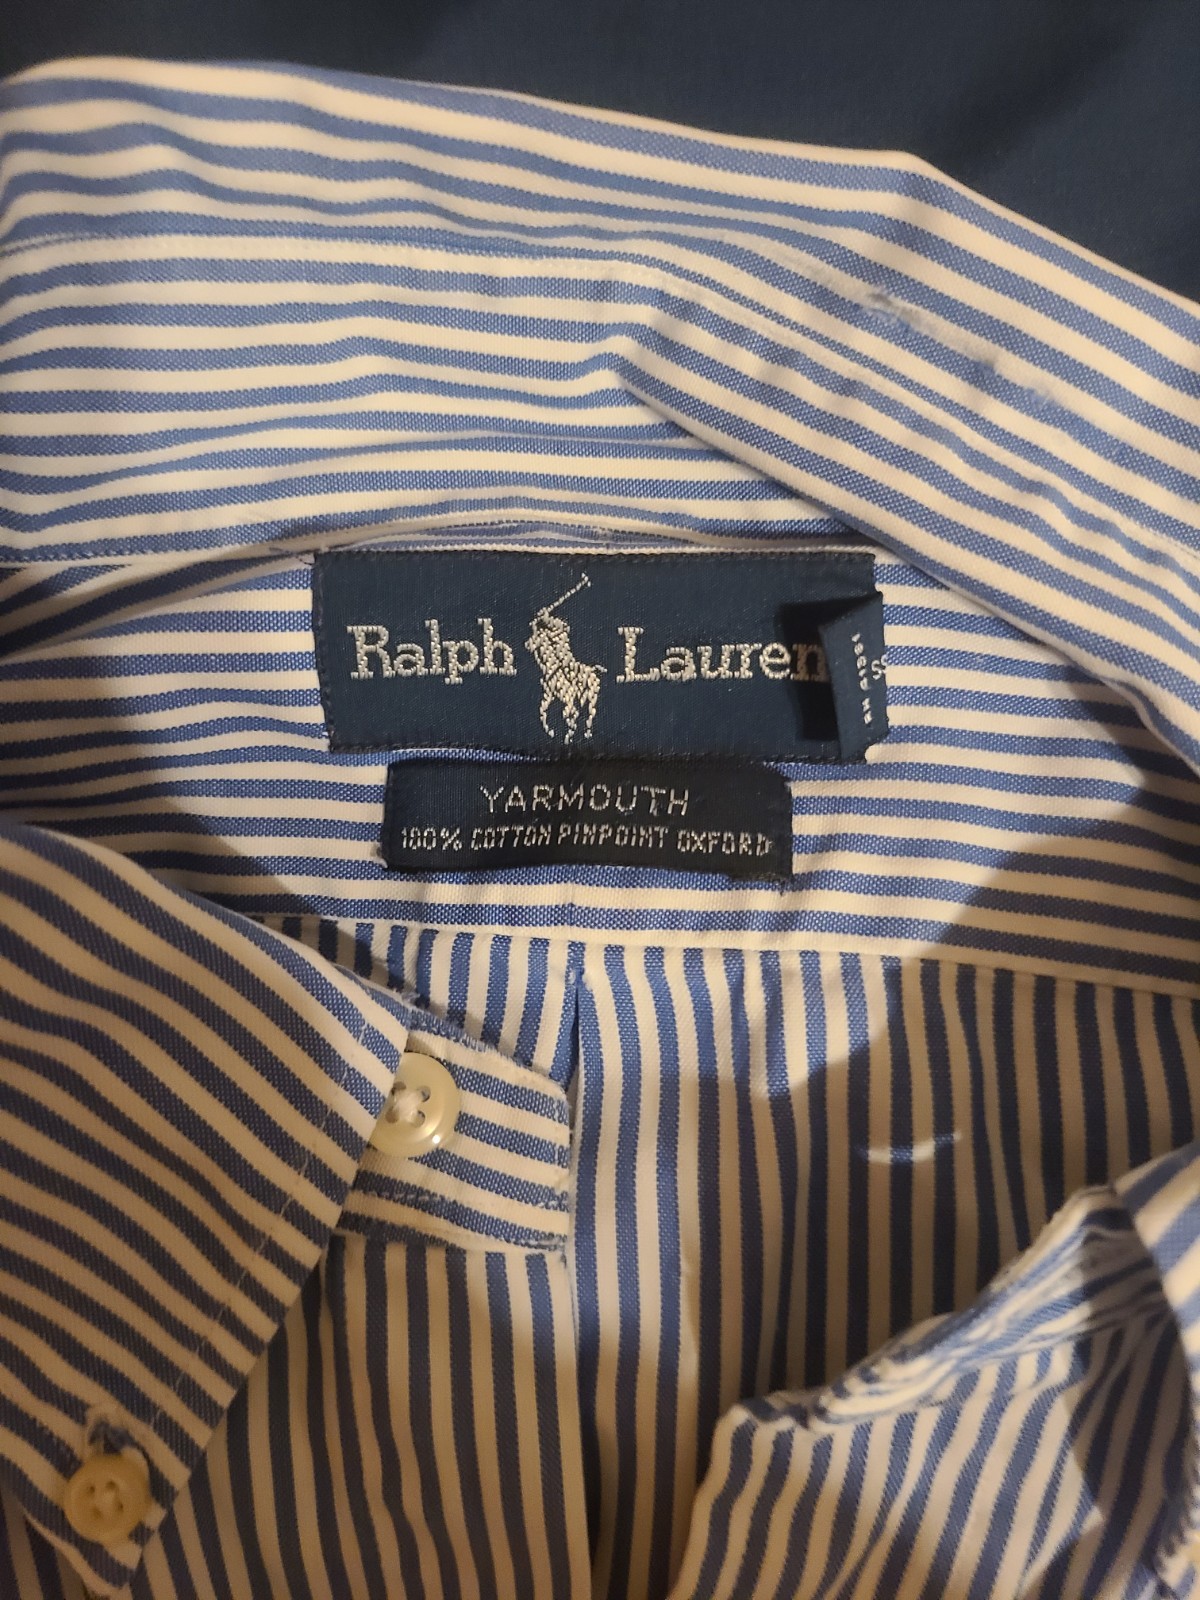 Ralph Lauren
YARMOUTH
100% COTTON PINPOINT OXFORD